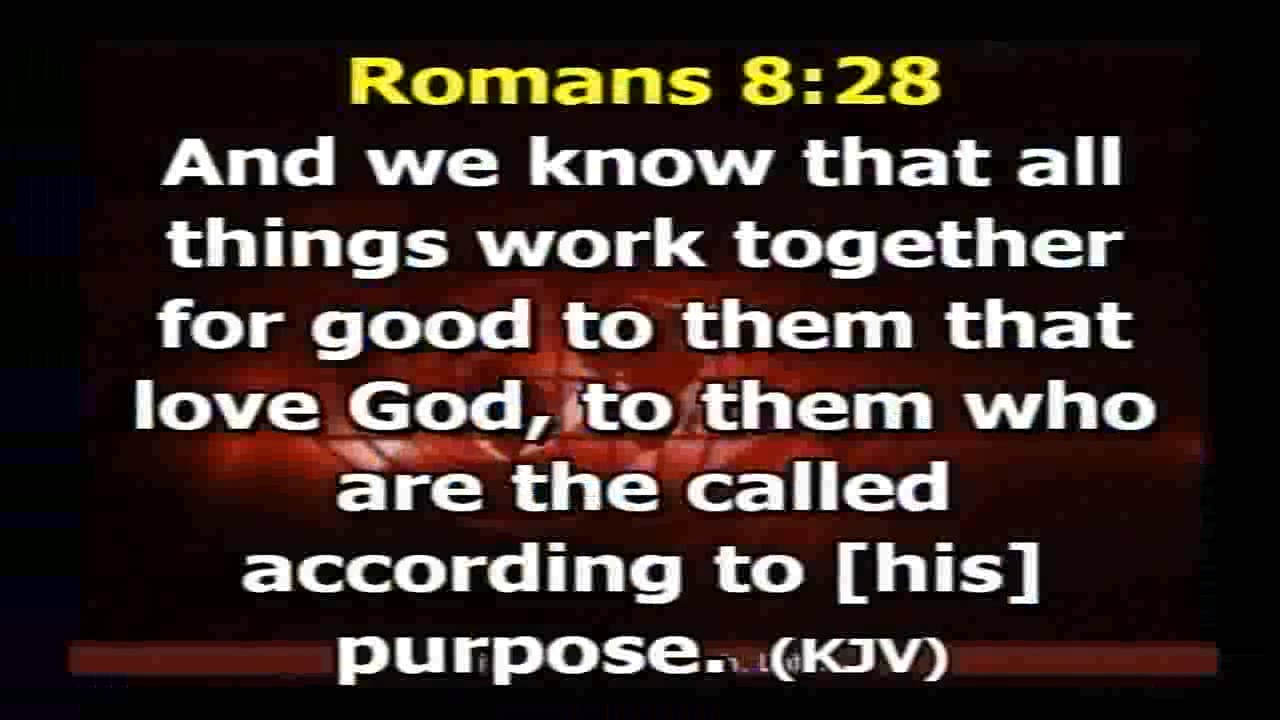 Romans 8:28
And we know that all
things work together
for good to them that
love God, to them who
are the called
according to [his]
purpose. (KJV)